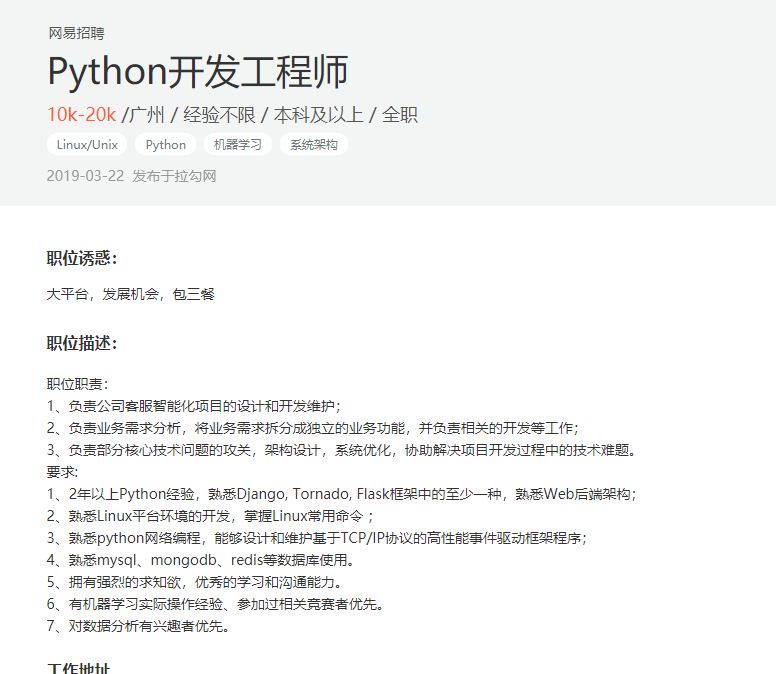 网易招聘
Python开发工程师
10k-20k /广州 / 经验不限 / 本科及以上 / 全职
Linux/Unix Python 机器学习 系统架构
2019-03-22 发布于拉勾网
职位诱惑：
大平台，发展机会，包三餐
职位描述：
职位职责：
1、负责公司客服智能化项目的设计和开发维护；
2、负责业务需求分析，将业务需求拆分成独立的业务功能，并负责相关的开发等工作；
3、负责部分核心技术问题的攻关，架构设计，系统优化，协助解决项目开发过程中的技术难题。
要求:
1、2年以上Python经验，熟悉Django, Tornado, Flask框架中的至少一种，熟悉Web后端架构；
2、熟悉Linux平台环境的开发，掌握Linux常用命令 ；
3、熟悉python网络编程，能够设计和维护基于TCP/IP协议的高性能事件驱动框架程序；
4、熟悉mysql、mongodb、redis等数据库使用。
5、拥有强烈的求知欲，优秀的学习和沟通能力。
6、有机器学习实际操作经验、参加过相关竞赛者优先。
7、对数据分析有兴趣者优先。
工作地址